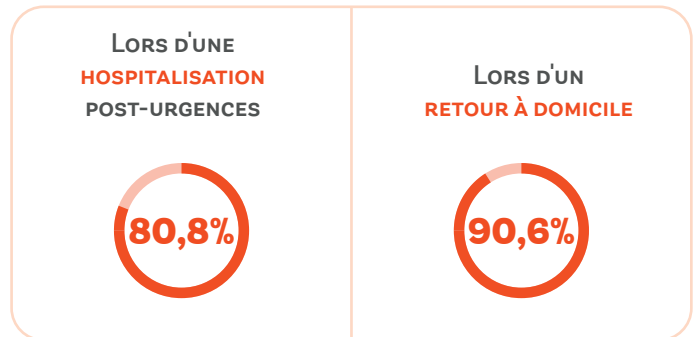 Lors d'une
hospitalisation
post-urgences
80,8%
Lors d'un
retour à domicile
90,6%